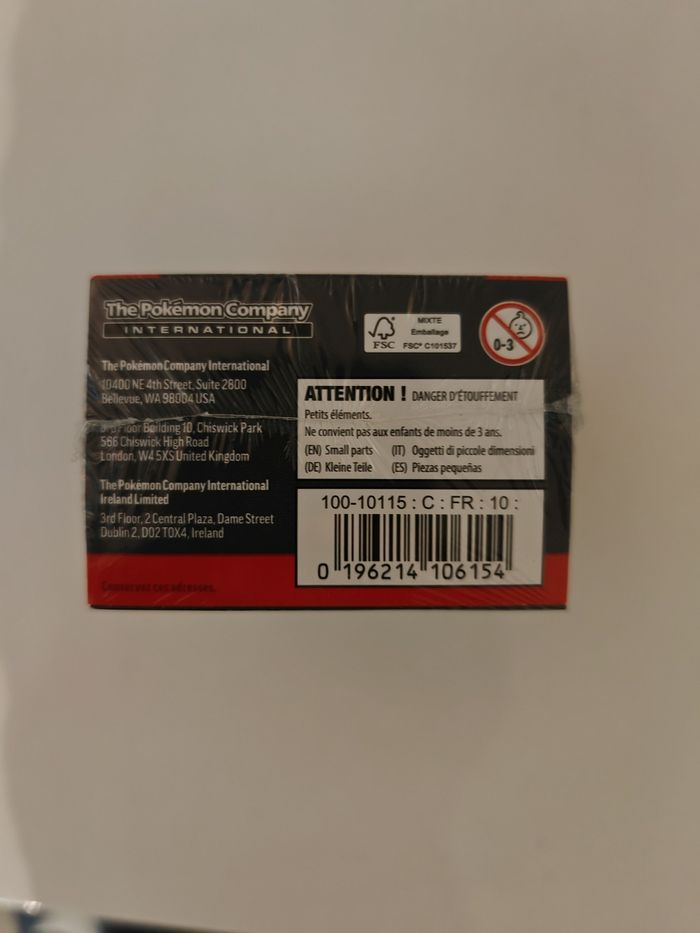 The Pokémon Company
INTERNATIONAL
MIXTE
Emballage
FSC
FSC® C101537
0-3
The Pokémon Company International
10400 NE 4th Street, Suite 2800
Bellevue, WA 98004 USA
3rd Floor Building 10, Chiswick Park
566 Chiswick High Road
London, W4 5XS United Kingdom
The Pokémon Company International
Ireland Limited
3rd Floor, 2 Central Plaza, Dame Street
Dublin 2, D02 T0X4, Ireland
Conservez ces adresses.
ATTENTION ! DANGER D'ÉTOUFFEMENT
Petits éléments.
Ne convient pas aux enfants de moins de 3 ans.
(EN) Small parts (IT) Oggetti di piccole dimensioni
(DE) Kleine Teile (ES) Piezas pequeñas
100-10115 : C : FR : 10 :
0 196214 106154